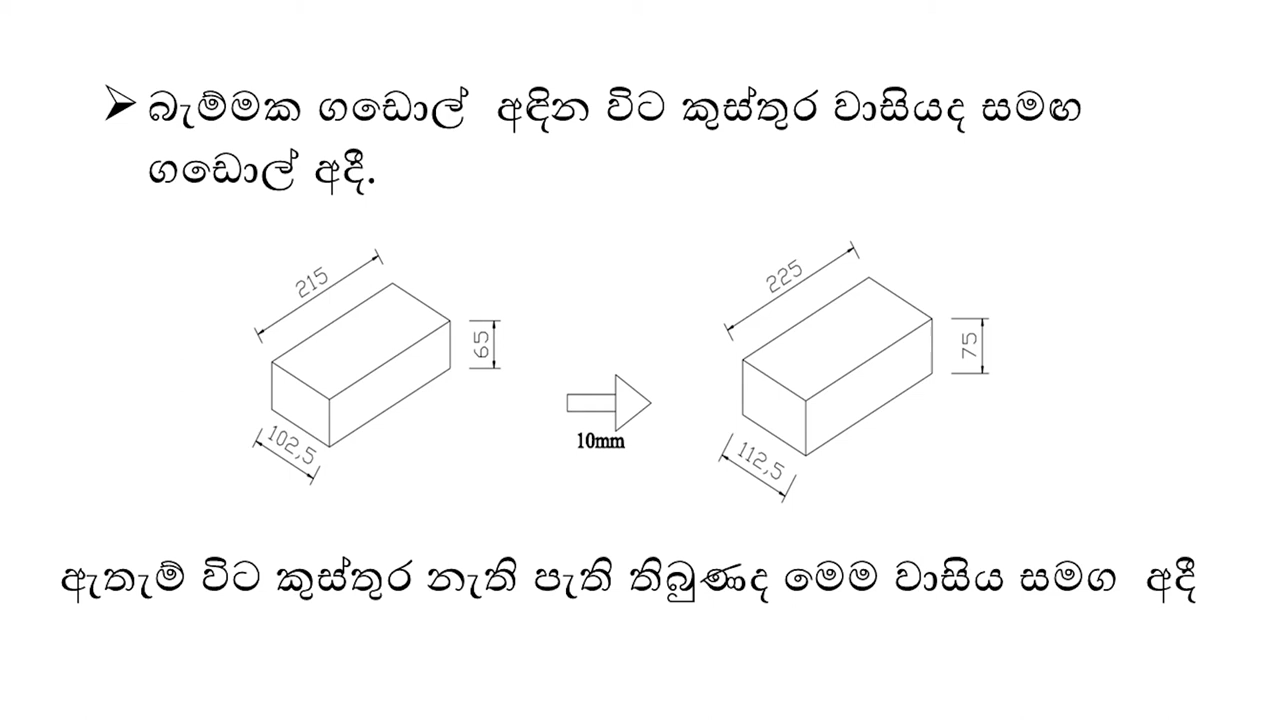 බැම්මක ගඩොල් අඳින විට කුස්තුර වාසියද සමඟ
ගඩොල් අදී.
215
65
102,5
10mm
225
75
112,5
ඇතැම් විට කුස්තුර නැති පැති තිබුණද මෙම වාසිය සමග අදී